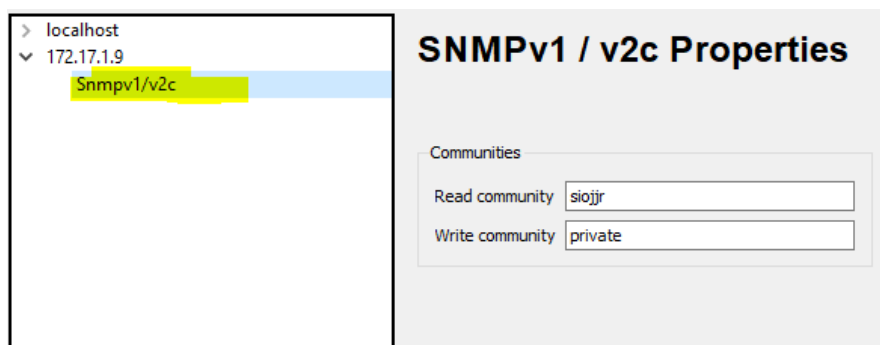 localhost
172.17.1.9
Snmpv1/v2c
SNMPv1 / v2c Properties
Communities
Read community siojjr
Write community private